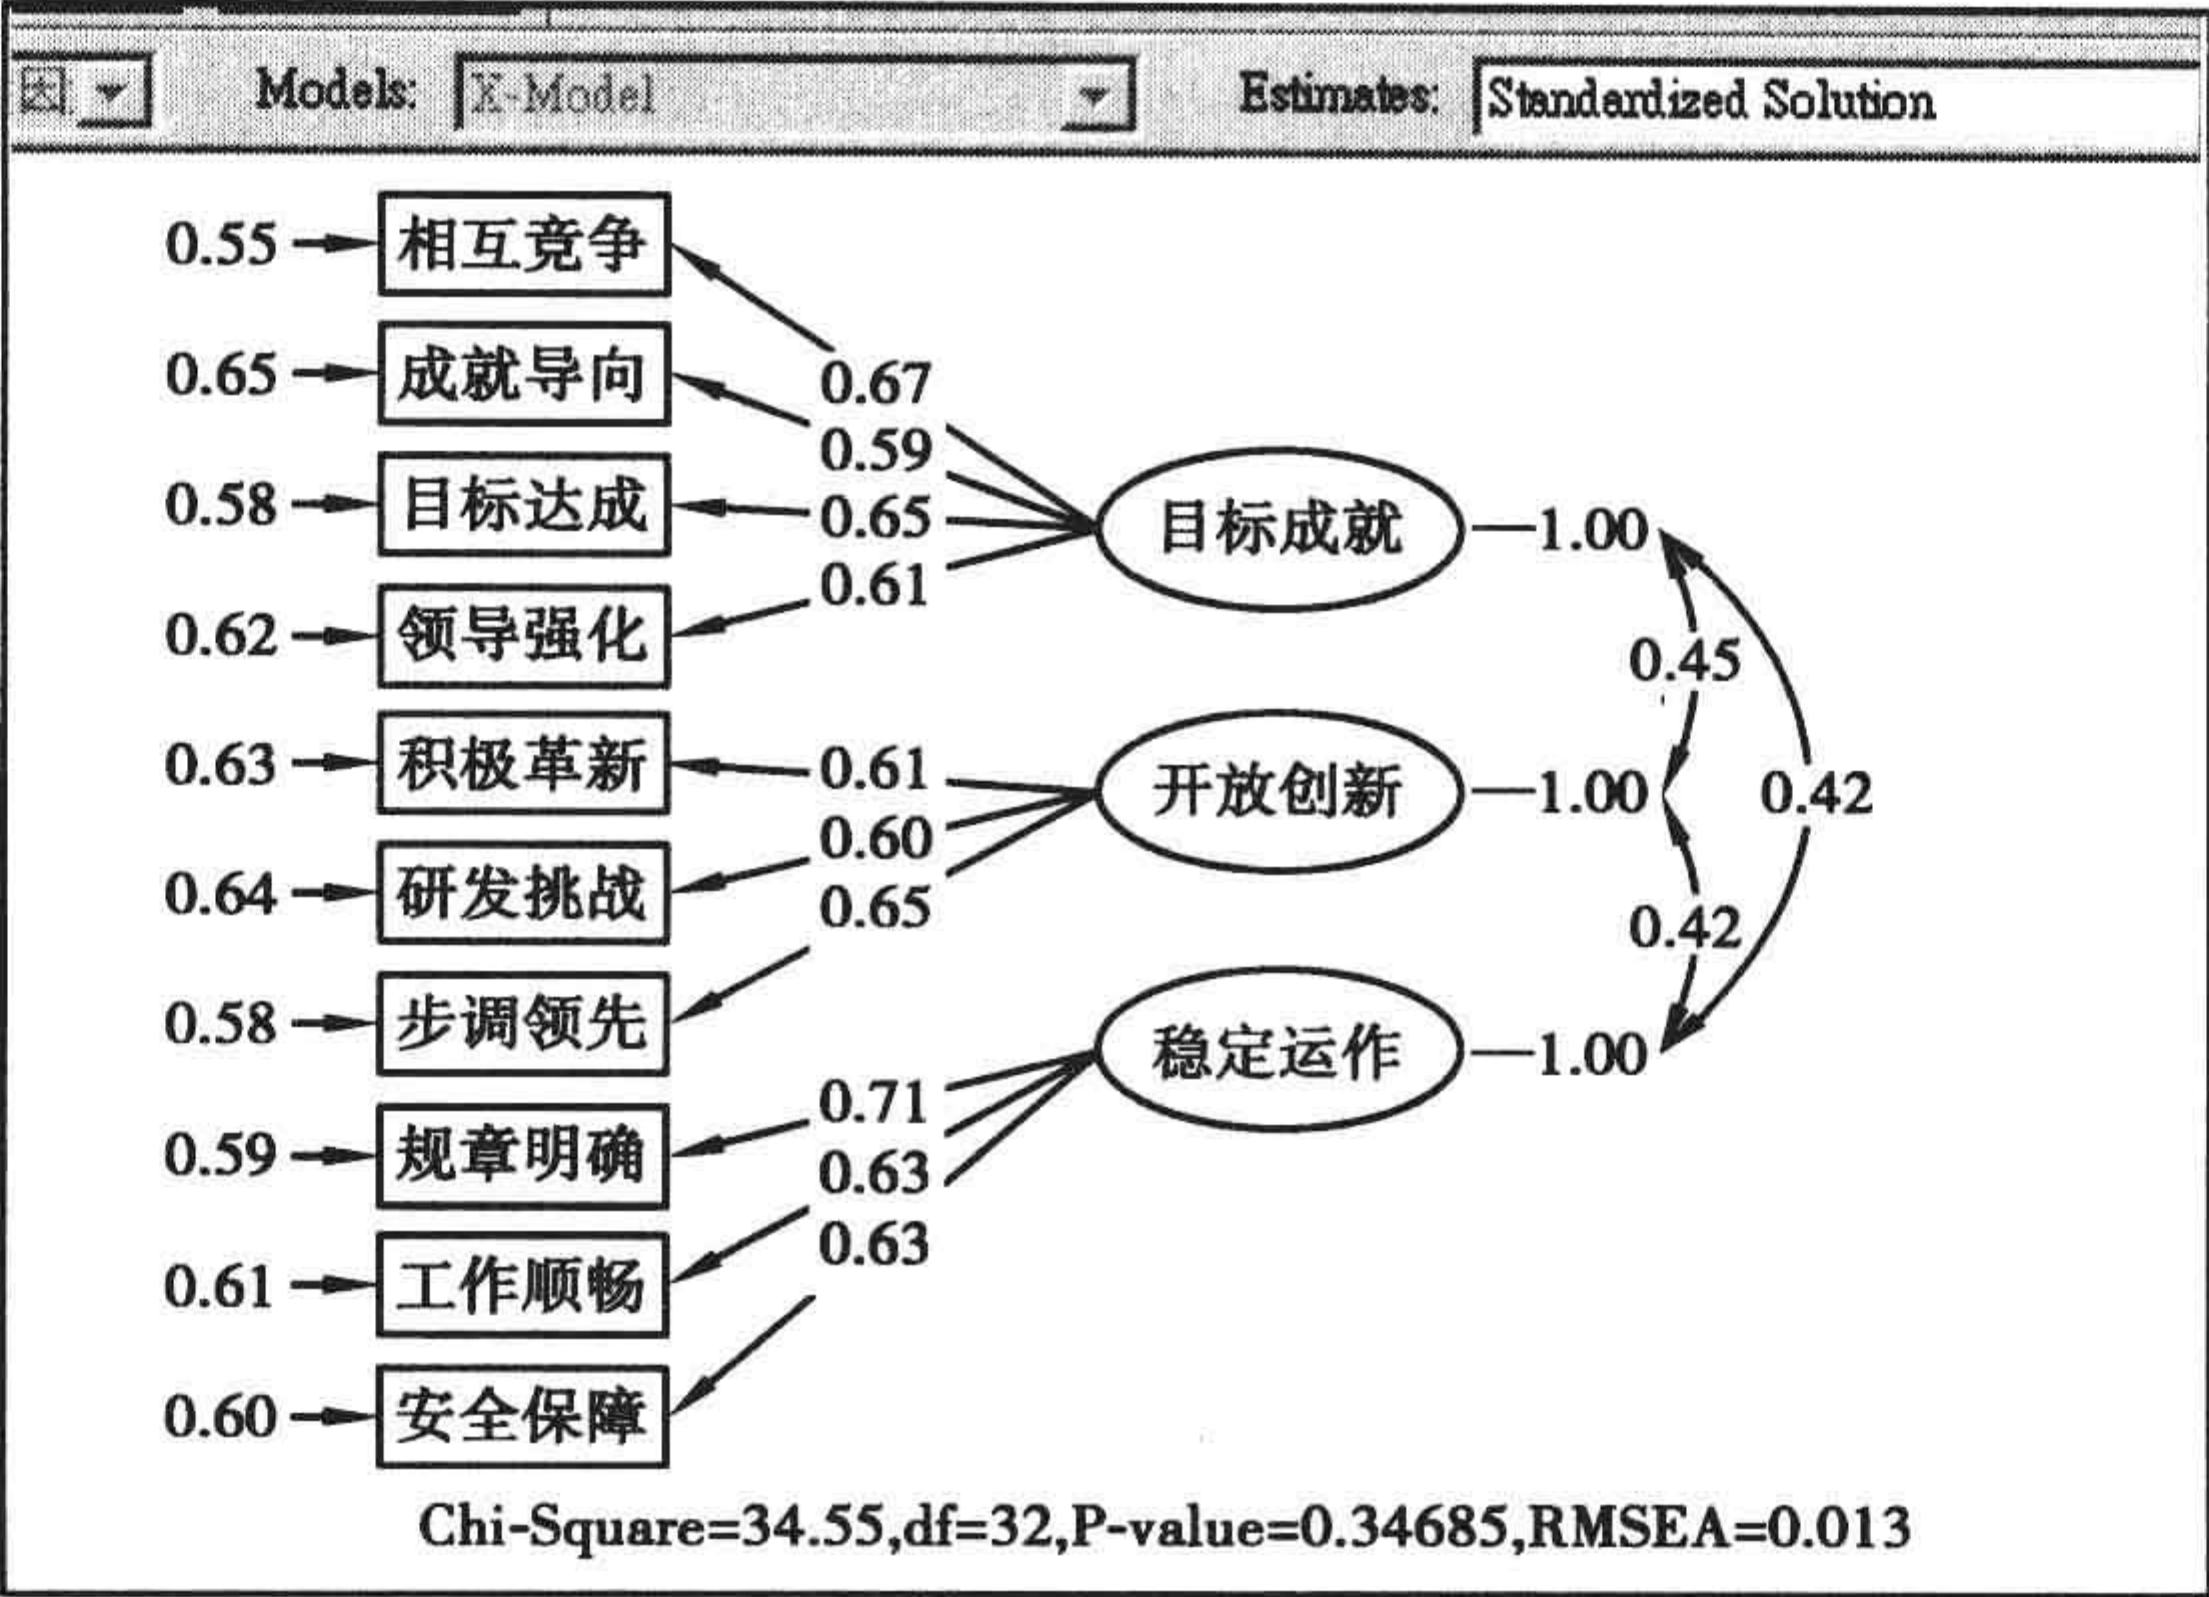 因 Models: X-Model Estimates: Standardized Solution
0.55 相互竞争
0.67
0.65 成就导向
0.59
0.58 目标达成 0.65 目标成就 1.00
0.61
0.62 领导强化
0.45
0.63 积极革新 0.61 开放创新 1.00 0.42
0.60
0.64 研发挑战
0.65
0.42
0.58 步调领先
稳定运作 1.00
0.71
0.59 规章明确
0.63
0.63
0.61 工作顺畅
0.60 安全保障
Chi-Square=34.55,df=32,P-value=0.34685,RMSEA=0.013